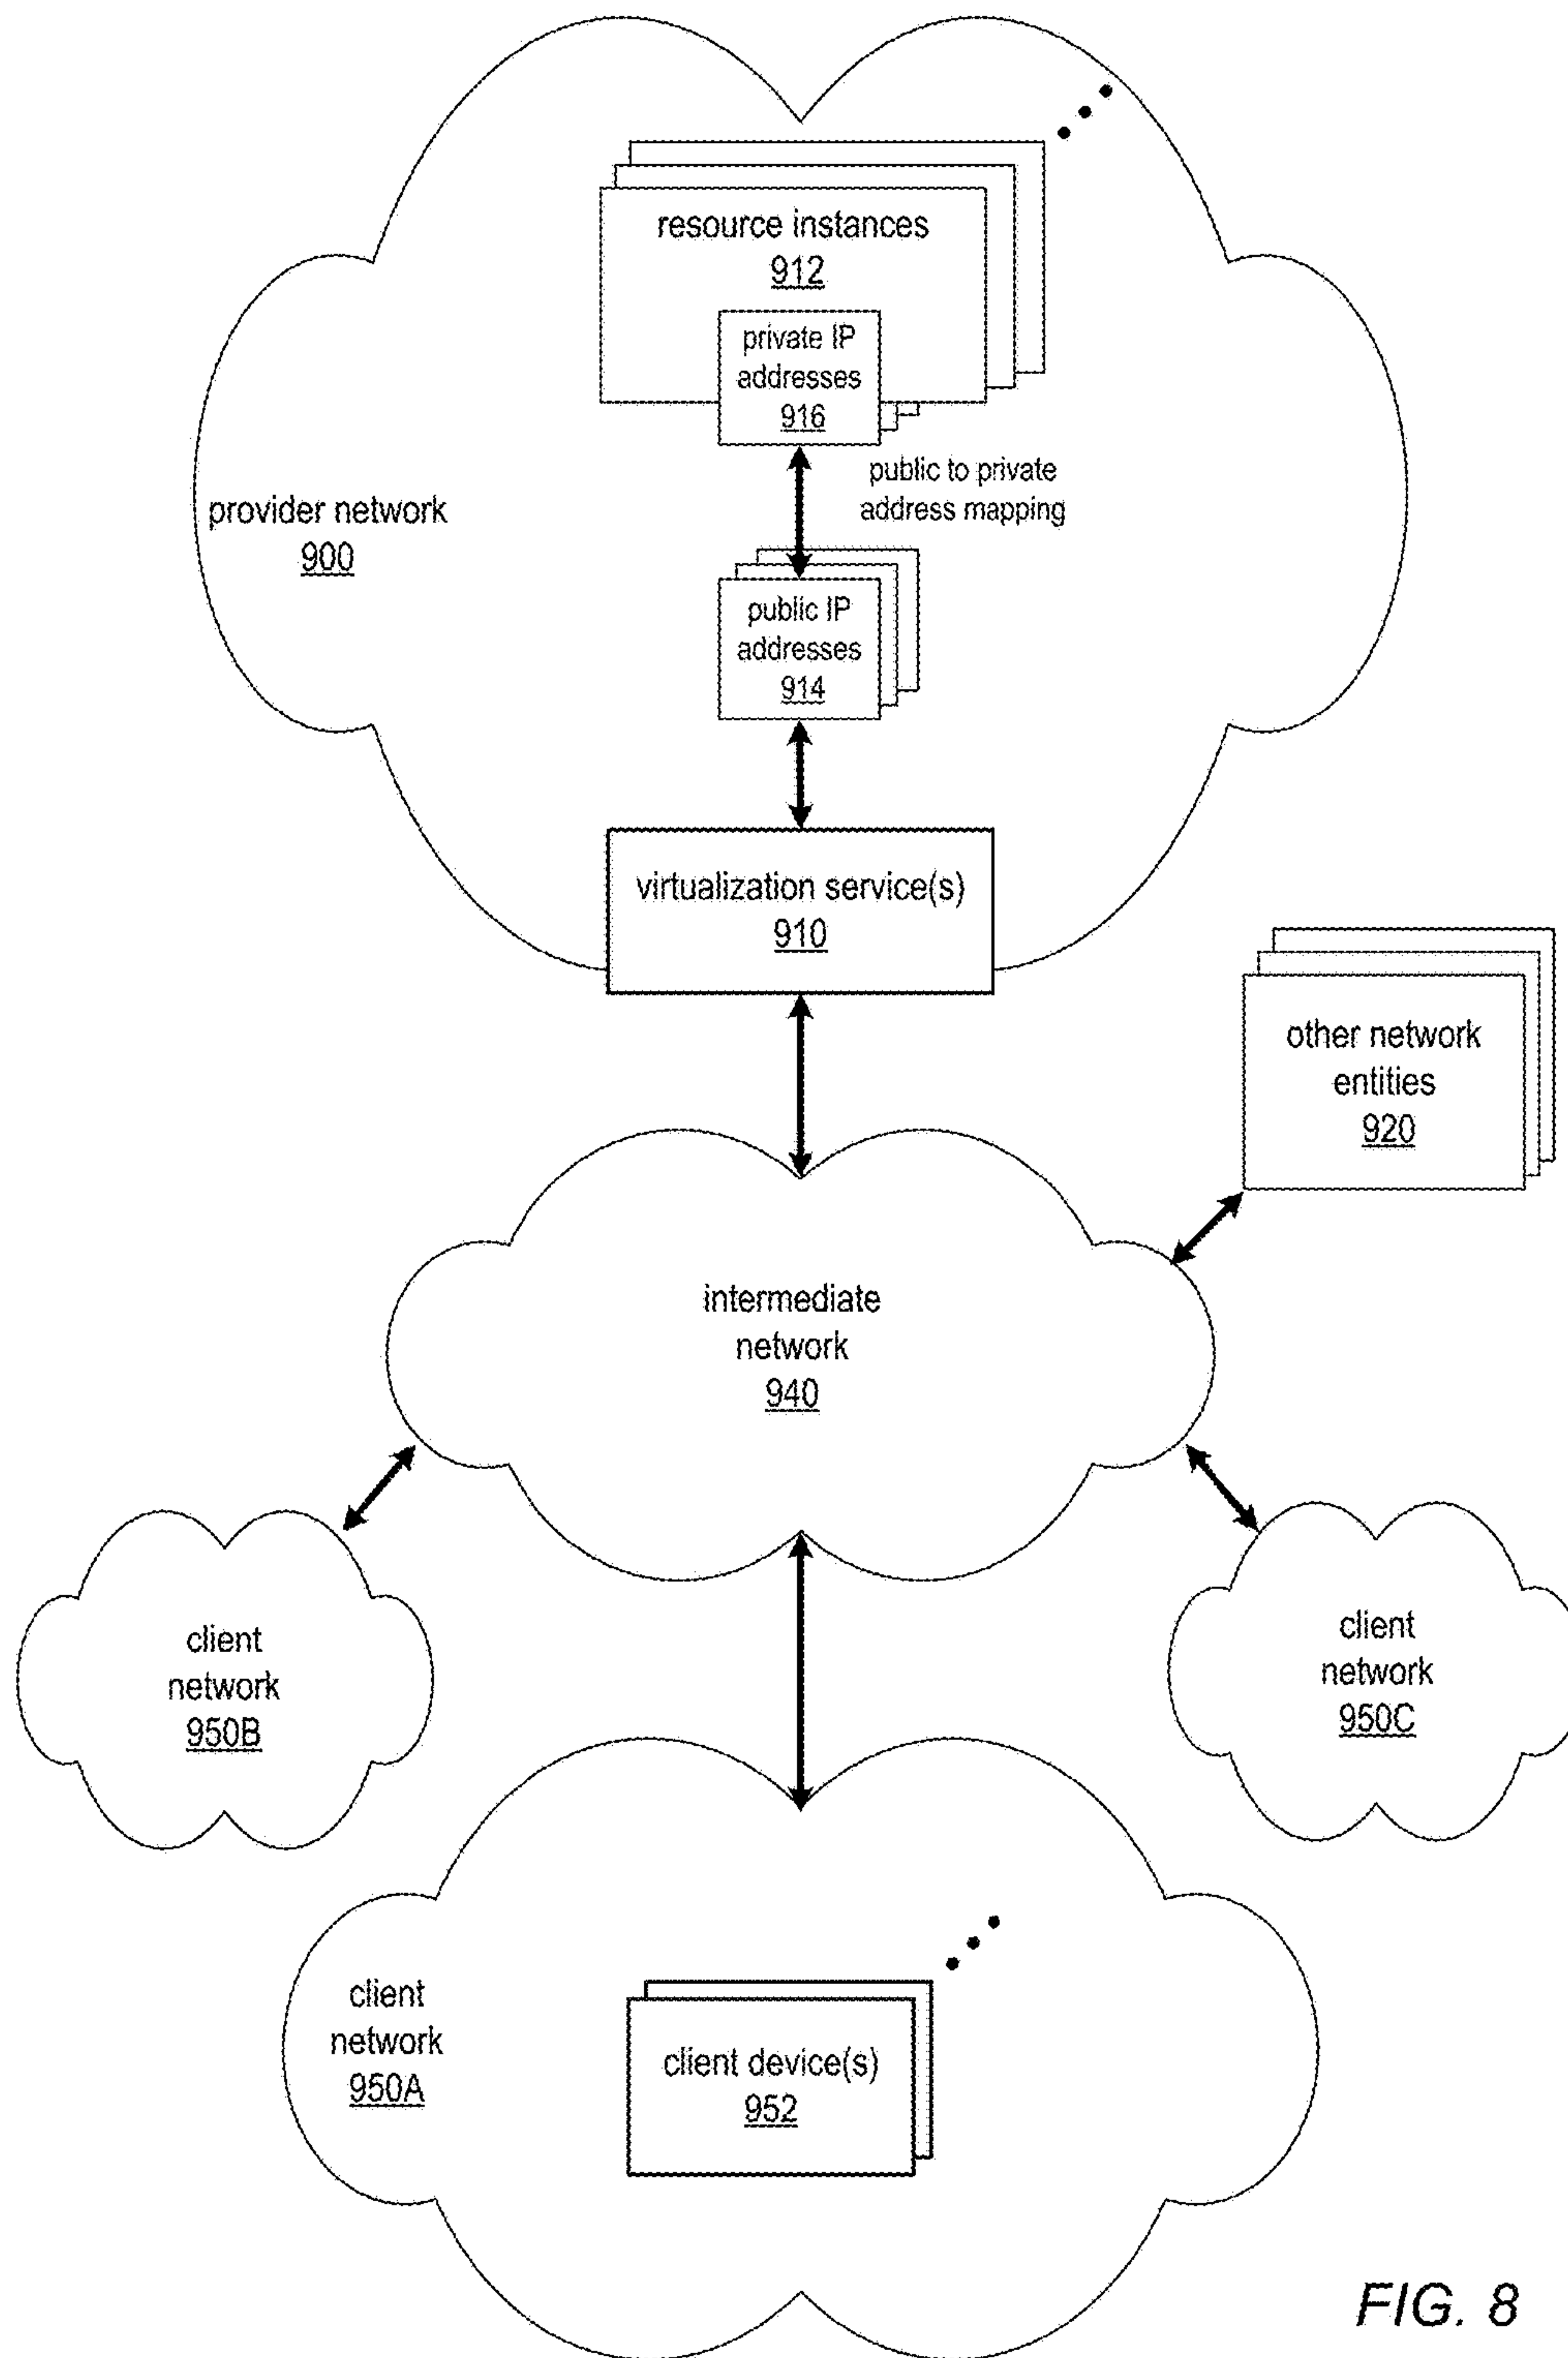 resource instances
912
private IP
addresses
916
public to private
address mapping
provider network
900
public IP
addresses
914
virtualization service(s)
910
other network
entities
920
intermediate
network
940
client
network
950B
client
network
950C
client
network
950A
client device(s)
952
FIG. 8